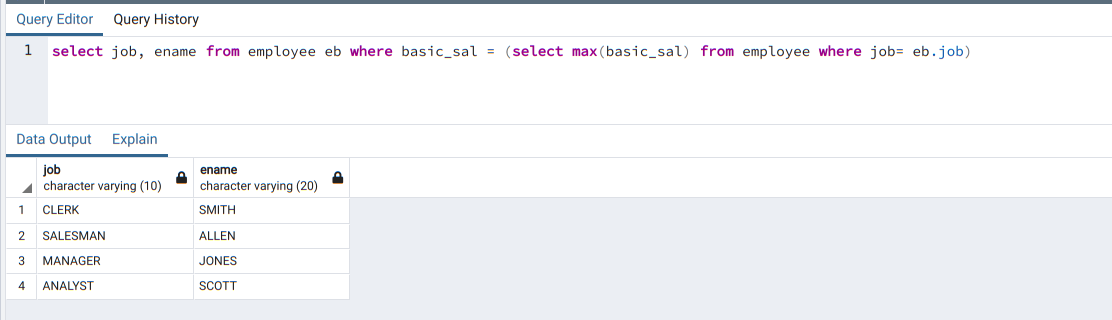 Query Editor Query History
1 select job, ename from employee eb where basic_sal = (select max(basic_sal) from employee where job= eb.job)
Data Output Explain
job ename
character varying (10) character varying (20)
1 CLERK SMITH
2 SALESMAN ALLEN
3 MANAGER JONES
4 ANALYST SCOTT